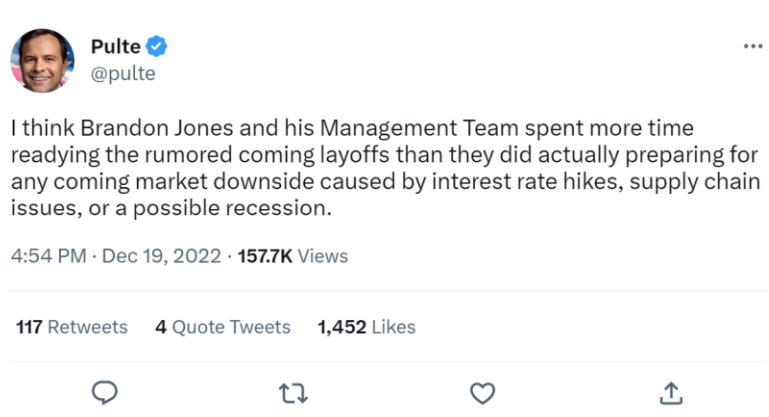 Pulte
@pulte
I think Brandon Jones and his Management Team spent more time
readying the rumored coming layoffs than they did actually preparing for
any coming market downside caused by interest rate hikes, supply chain
issues, or a possible recession.
4:54 PM · Dec 19, 2022 · 157.7K Views
117 Retweets 4 Quote Tweets 1,452 Likes